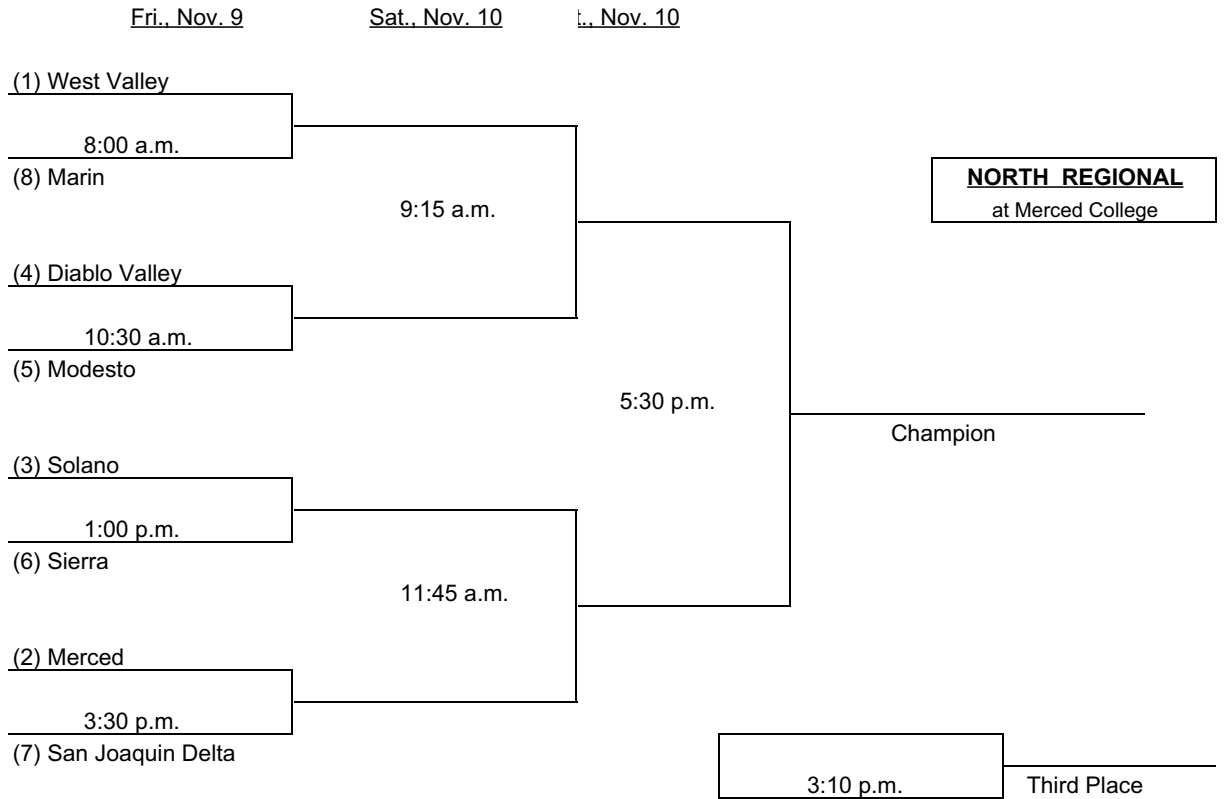 Fri., Nov. 9 Sat., Nov. 10 t., Nov. 10
(1) West Valley
8:00 a.m.
(8) Marin
NORTH REGIONAL
at Merced College
9:15 a.m.
(4) Diablo Valley
10:30 a.m.
(5) Modesto
5:30 p.m.
Champion
(3) Solano
1:00 p.m.
(6) Sierra
11:45 a.m.
(2) Merced
3:30 p.m.
(7) San Joaquin Delta
3:10 p.m. Third Place